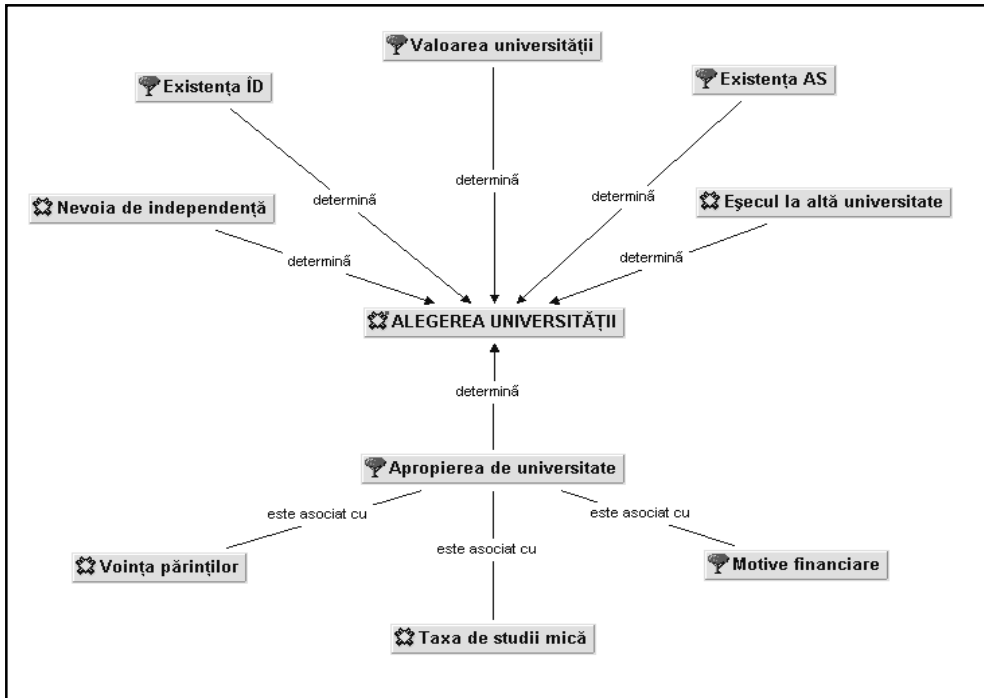 Valoarea universității
Existența ÎD
Existența AS
determină
determină
determină
Nevoia de independență
Eşecul la altă universitate
determină
determină
ALEGEREA UNIVERSITĂȚII
determină
Apropierea de universitate
este asociat cu
este asociat cu
este asociat cu
Voința părinților
Motive financiare
Taxa de studii mică